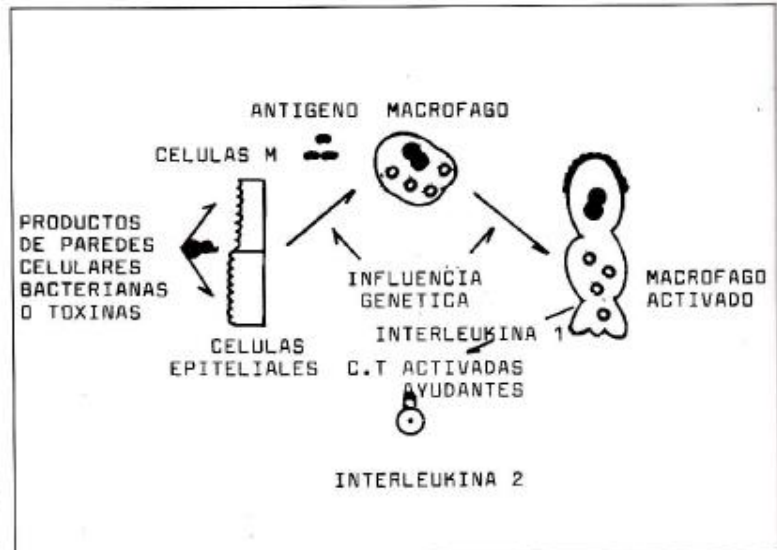 ANTIGENO MACROFAGO
CELULAS M
PRODUCTOS
DE PAREDES
CELULARES
BACTERIANAS
O TOXINAS
CELULAS
EPITELIALES
INFLUENCIA
GENETICA
MACROFAGO
ACTIVADO
INTERLEUKINA 1
C.T ACTIVADAS
AYUDANTES
INTERLEUKINA 2